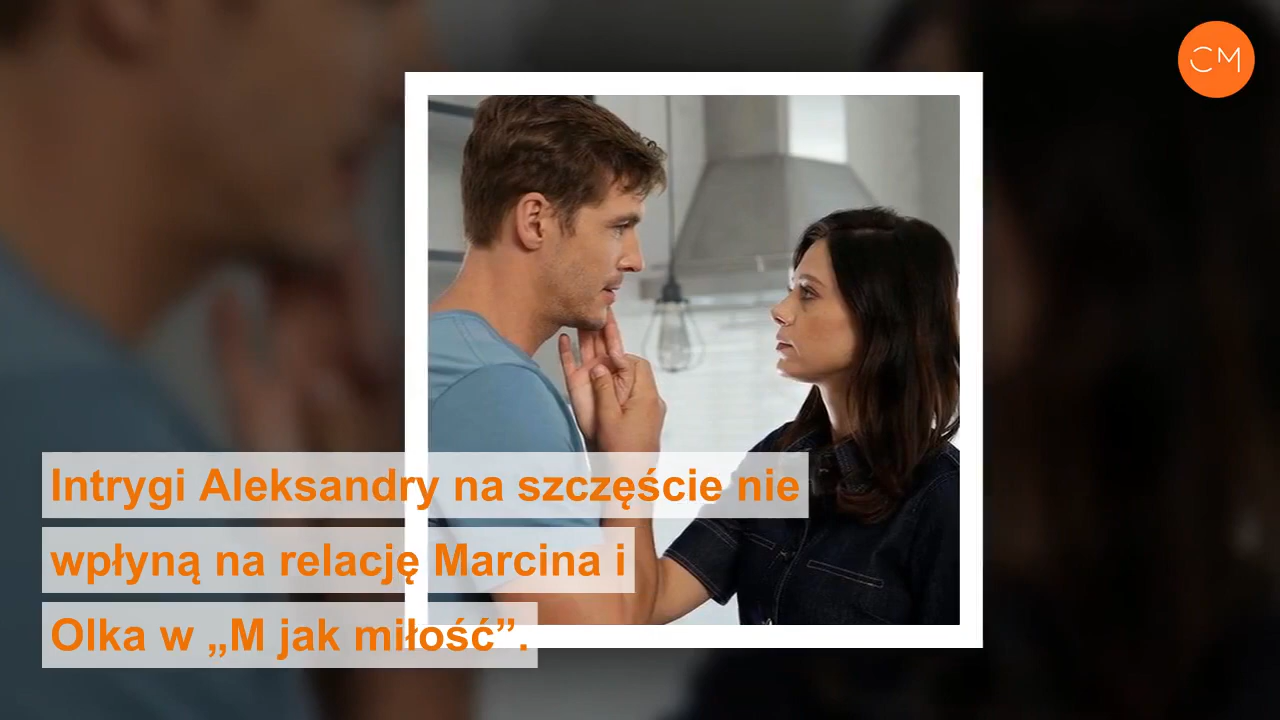 CM
Intrygi Aleksandry na szczęście nie
wpłyną na relację Marcina i
Olka w „M jak miłość”.